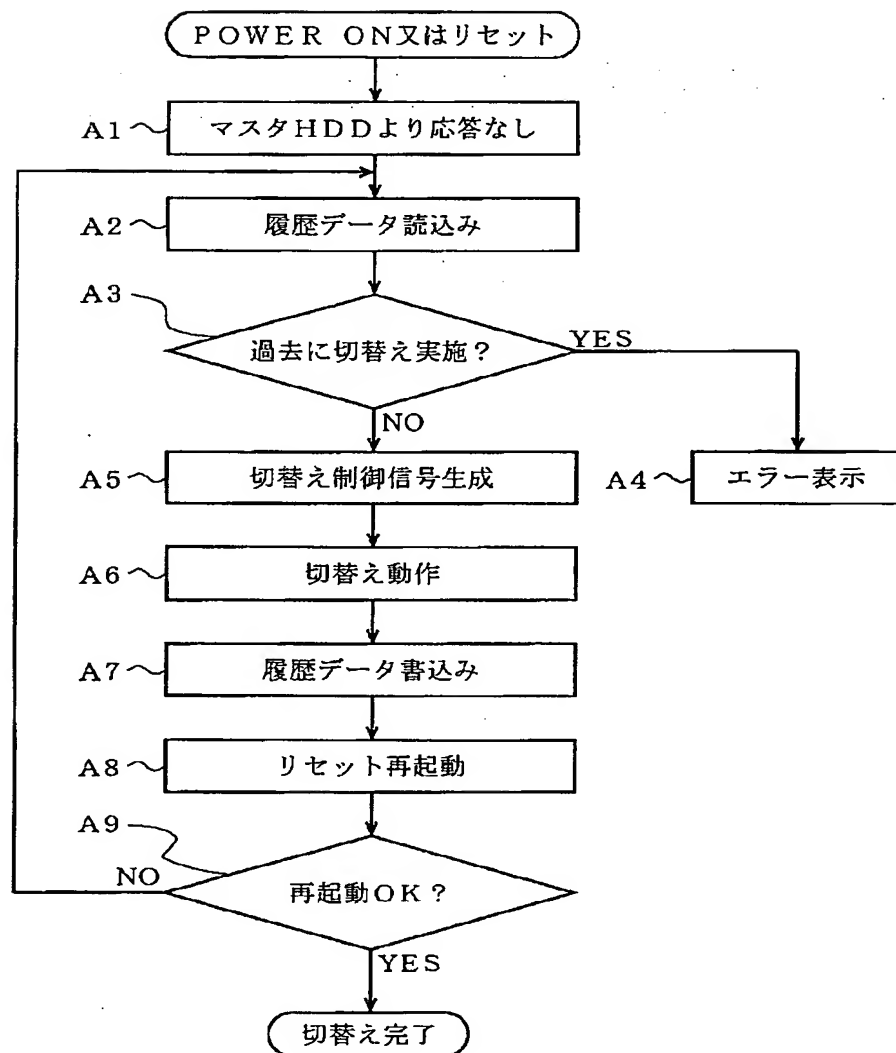 POWER ON又はリセット
A1
マスタHDDより応答なし
A2
履歴データ読込み
A3
過去に切替え実施？
YES
NO
A5
切替え制御信号生成
A4
エラー表示
A6
切替え動作
A7
履歴データ書込み
A8
リセット再起動
A9
NO
再起動OK？
YES
切替え完了